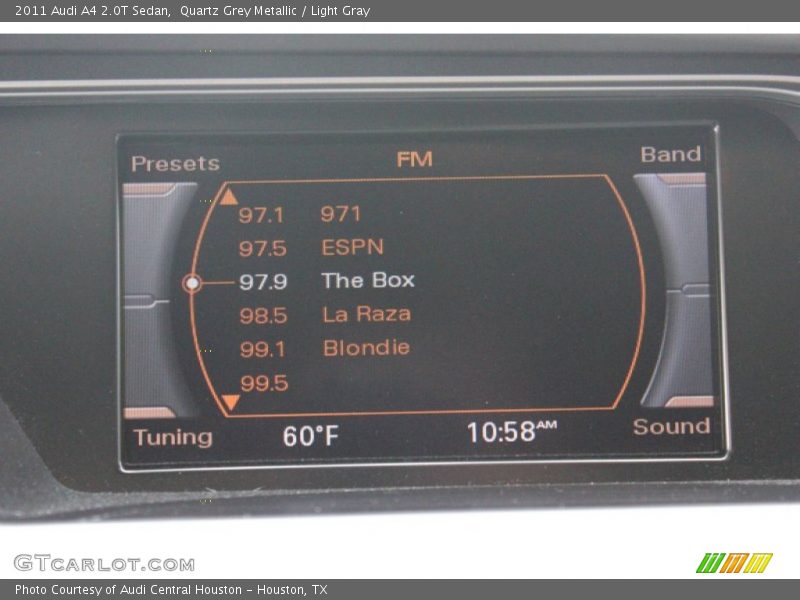 2011 Audi A4 2.0T Sedan,  Quartz Grey Metallic / Light Gray
Presets FM Band
97.1 971
97.5 ESPN
97.9 The Box
98.5 La Raza
99.1 Blondie
99.5
Tuning 60°F 10:58AM Sound
GTCARLOT.COM
Photo Courtesy of Audi Central Houston - Houston, TX